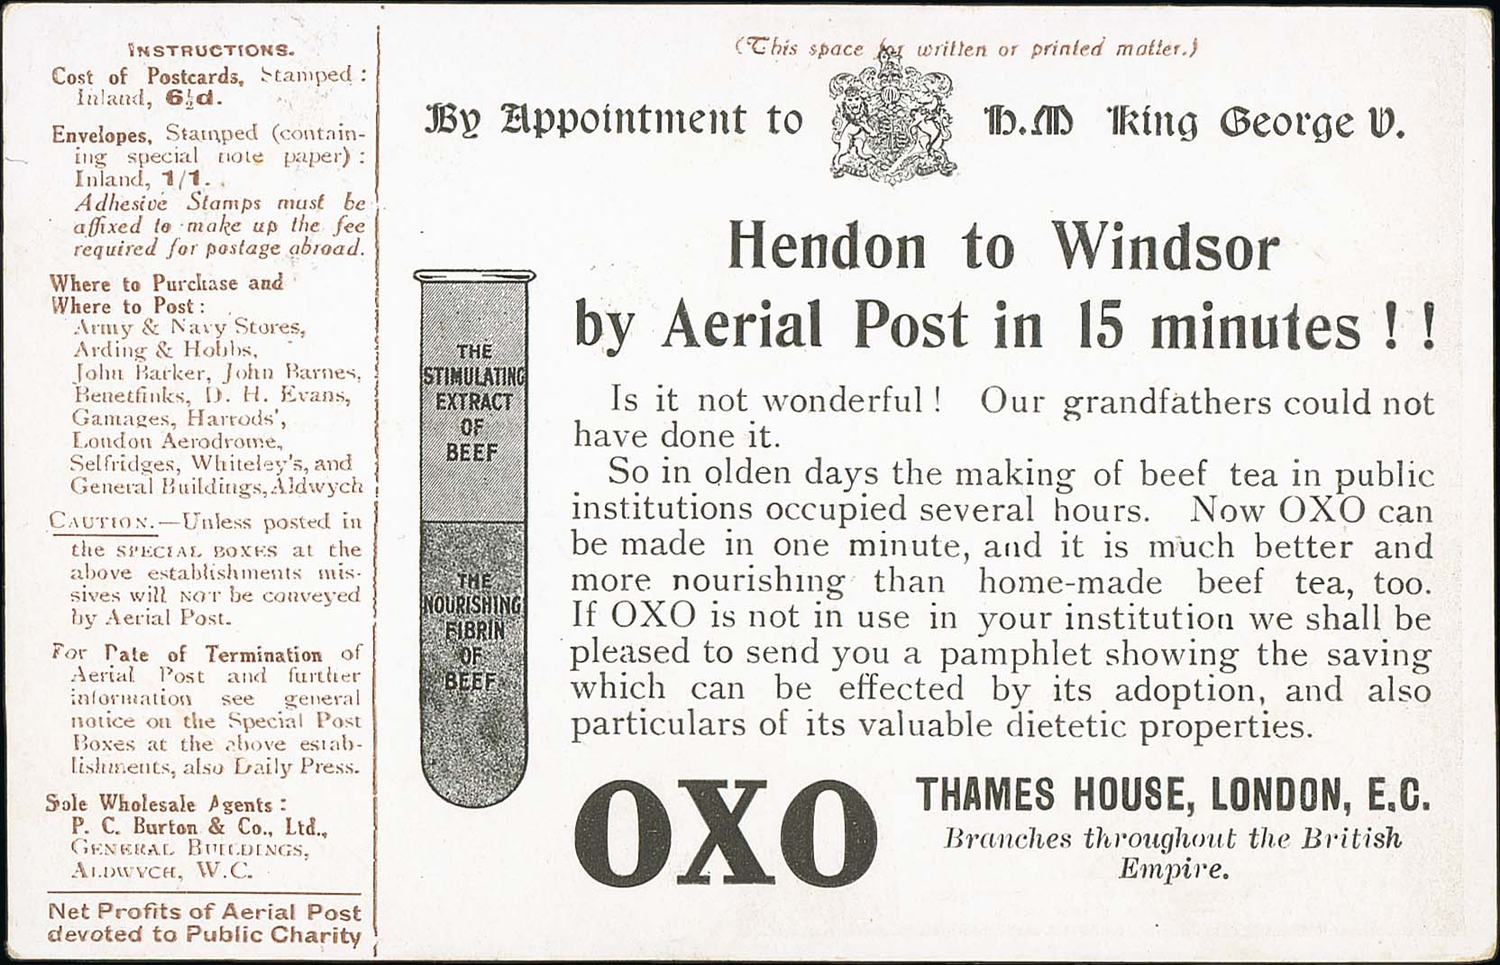 INSTRUCTIONS.
Cost of Postcards, Stamped :
Inland, 6½d.
Envelopes, Stamped (contain-
ing special note paper) :
Inland, 1/1.
Adhesive Stamps must be
affixed to make up the fee
required for postage abroad.
Where to Purchase and
Where to Post :
Army & Navy Stores,
Arding & Hobbs,
John Barker, John Barnes,
Benetfinks, D. H. Evans,
Gamages, Harrods',
London Aerodrome,
Selfridges, Whiteley's, and
General Buildings, Aldwych
CAUTION.—Unless posted in
the SPECIAL BOXES at the
above establishments mis-
sives will NOT be conveyed
by Aerial Post.
For Date of Termination of
Aerial Post and further
information see general
notice on the Special Post
Boxes at the above estab-
lishments, also Daily Press.
Sole Wholesale Agents :
P. C. Burton & Co., Ltd.,
GENERAL BUILDINGS,
ALDWYCH, W.C.
Net Profits of Aerial Post
devoted to Public Charity
(This space for written or printed matter.)
By Appointment to H.M King George V.
Hendon to Windsor
by Aerial Post in 15 minutes ! !
THE
STIMULATING
EXTRACT
OF
BEEF
THE
NOURISHING
FIBRIN
OF
BEEF
Is it not wonderful ! Our grandfathers could not
have done it.
So in olden days the making of beef tea in public
institutions occupied several hours. Now OXO can
be made in one minute, and it is much better and
more nourishing than home-made beef tea, too.
If OXO is not in use in your institution we shall be
pleased to send you a pamphlet showing the saving
which can be effected by its adoption, and also
particulars of its valuable dietetic properties.
OXO
THAMES HOUSE, LONDON, E.C.
Branches throughout the British
Empire.